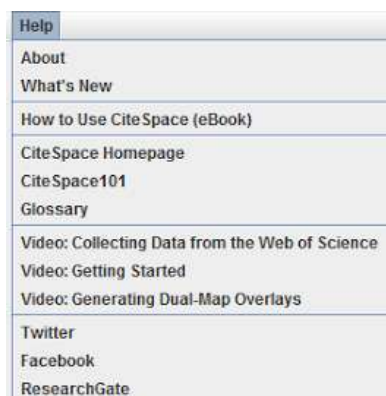 Help
About
What's New
How to Use CiteSpace (eBook)
CiteSpace Homepage
CiteSpace101
Glossary
Video: Collecting Data from the Web of Science
Video: Getting Started
Video: Generating Dual-Map Overlays
Twitter
Facebook
ResearchGate